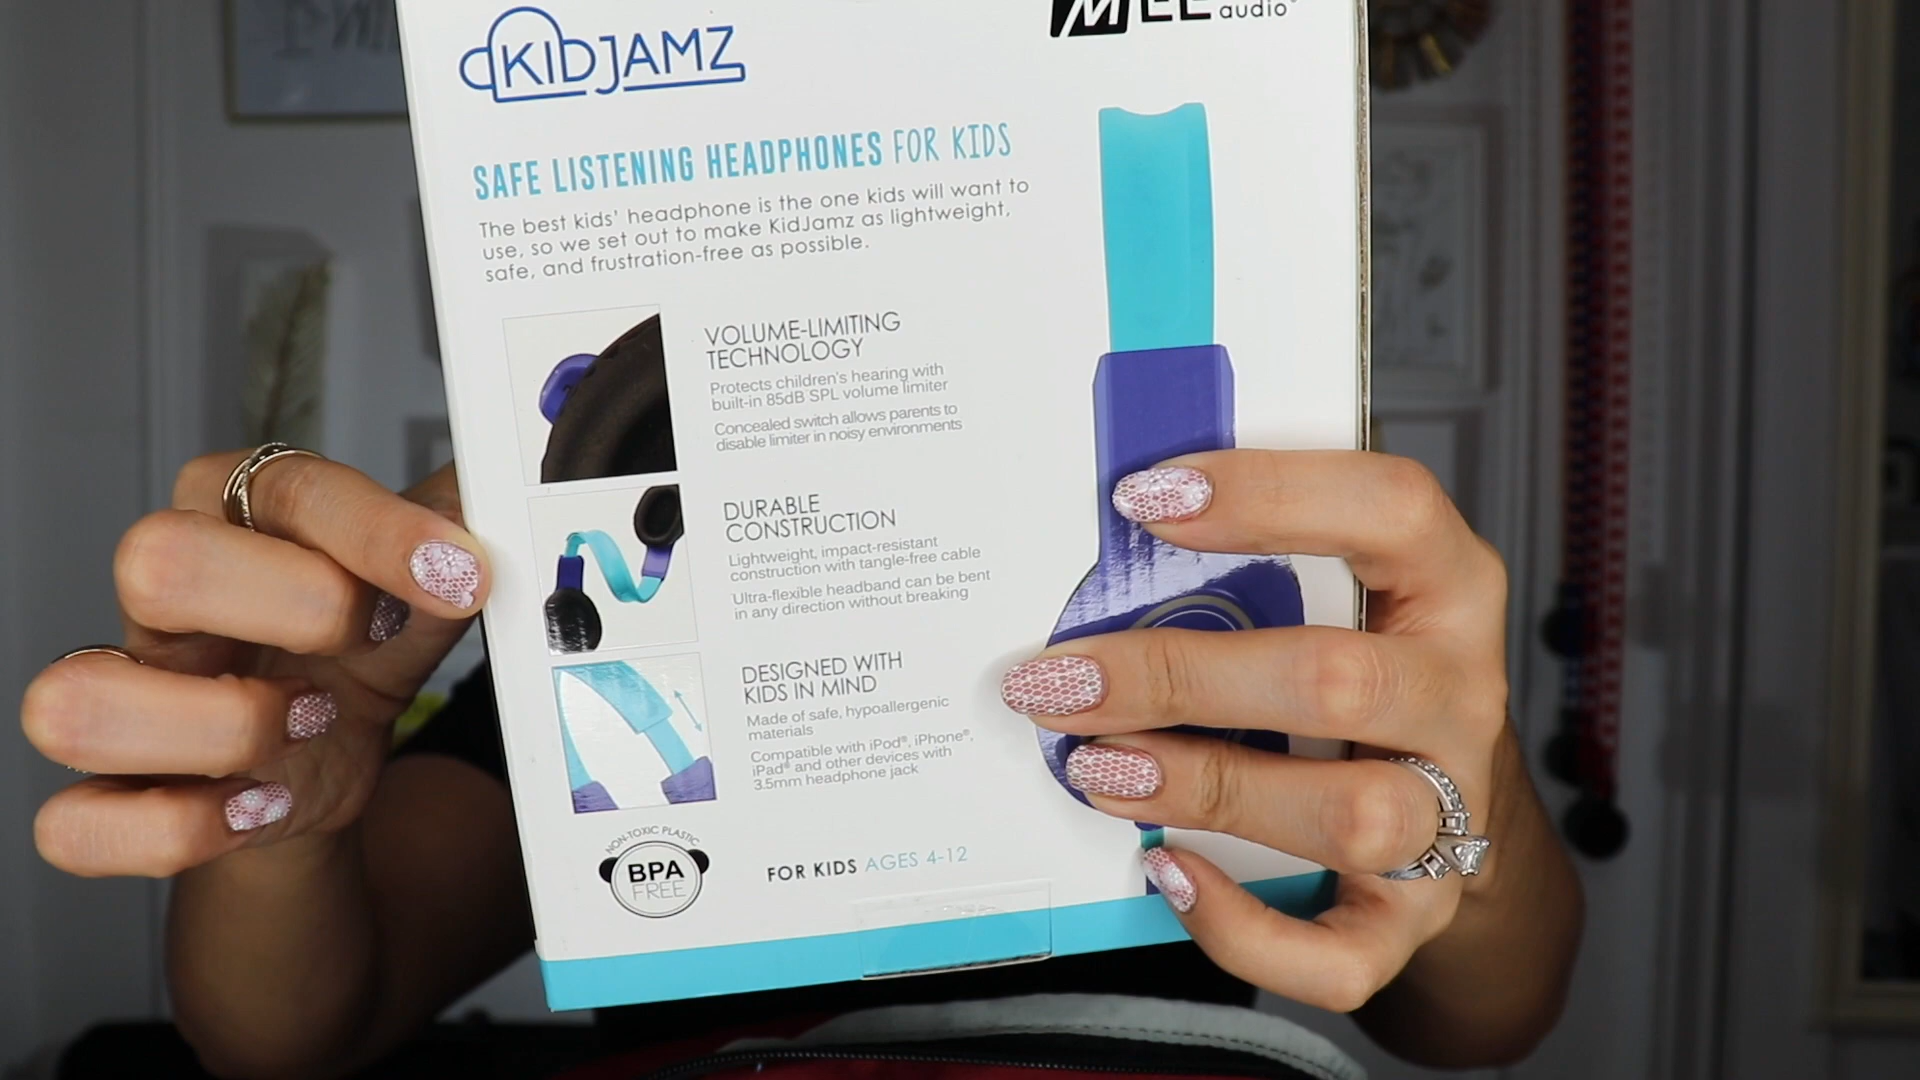 KIDJAMZ
MEE
audio®
SAFE LISTENING HEADPHONES FOR KIDS
The best kids' headphone is the one kids will want to
use, so we set out to make KidJamz as lightweight,
safe, and frustration-free as possible.
VOLUME-LIMITING
TECHNOLOGY
Protects children's hearing with
built-in 85dB SPL volume limiter
Concealed switch allows parents to
disable limiter in noisy environments
DURABLE
CONSTRUCTION
Lightweight, impact-resistant
construction with tangle-free cable
Ultra-flexible headband can be bent
in any direction without breaking
DESIGNED WITH
KIDS IN MIND
Made of safe, hypoallergenic
materials
Compatible with iPod®, iPhone®,
iPad® and other devices with
3.5mm headphone jack
NON-TOXIC PLASTIC
BPA
FREE
FOR KIDS AGES 4-12